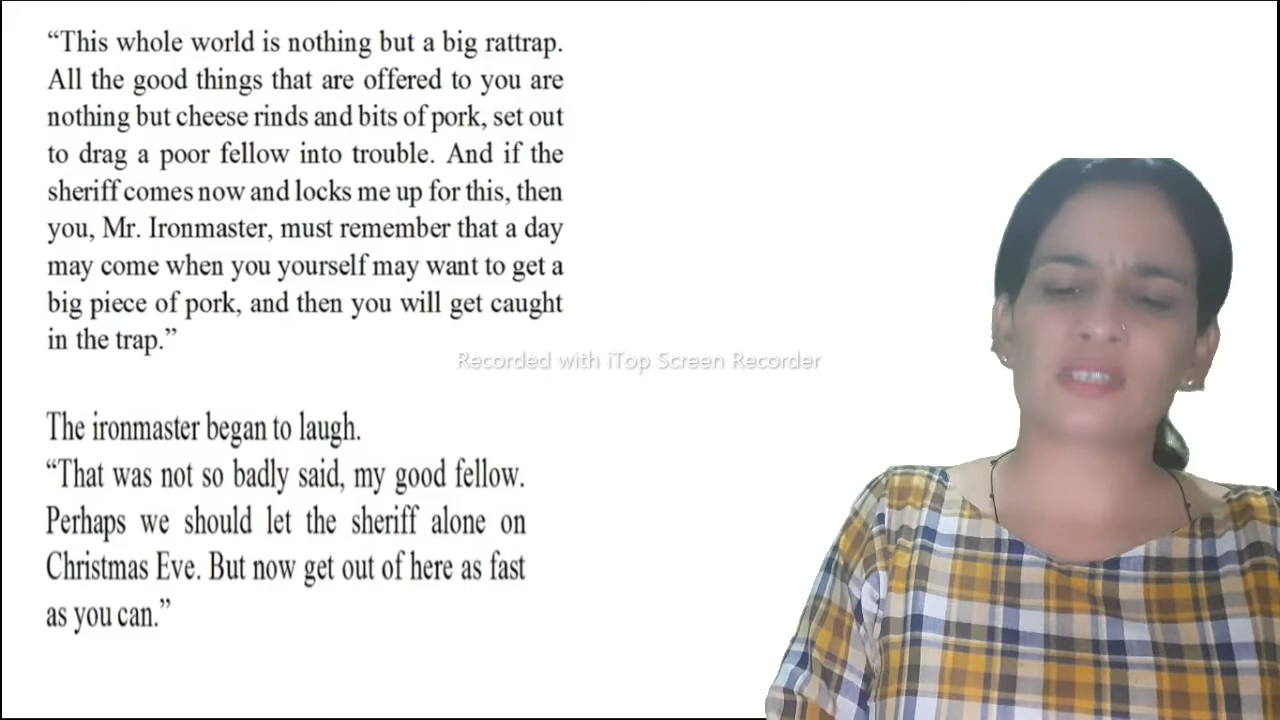 “This whole world is nothing but a big rattrap.
All the good things that are offered to you are
nothing but cheese rinds and bits of pork, set out
to drag a poor fellow into trouble. And if the
sheriff comes now and locks me up for this, then
you, Mr. Ironmaster, must remember that a day
may come when you yourself may want to get a
big piece of pork, and then you will get caught
in the trap.”
Recorded with iTop Screen Recorder
The ironmaster began to laugh.
“That was not so badly said, my good fellow.
Perhaps we should let the sheriff alone on
Christmas Eve. But now get out of here as fast
as you can.”